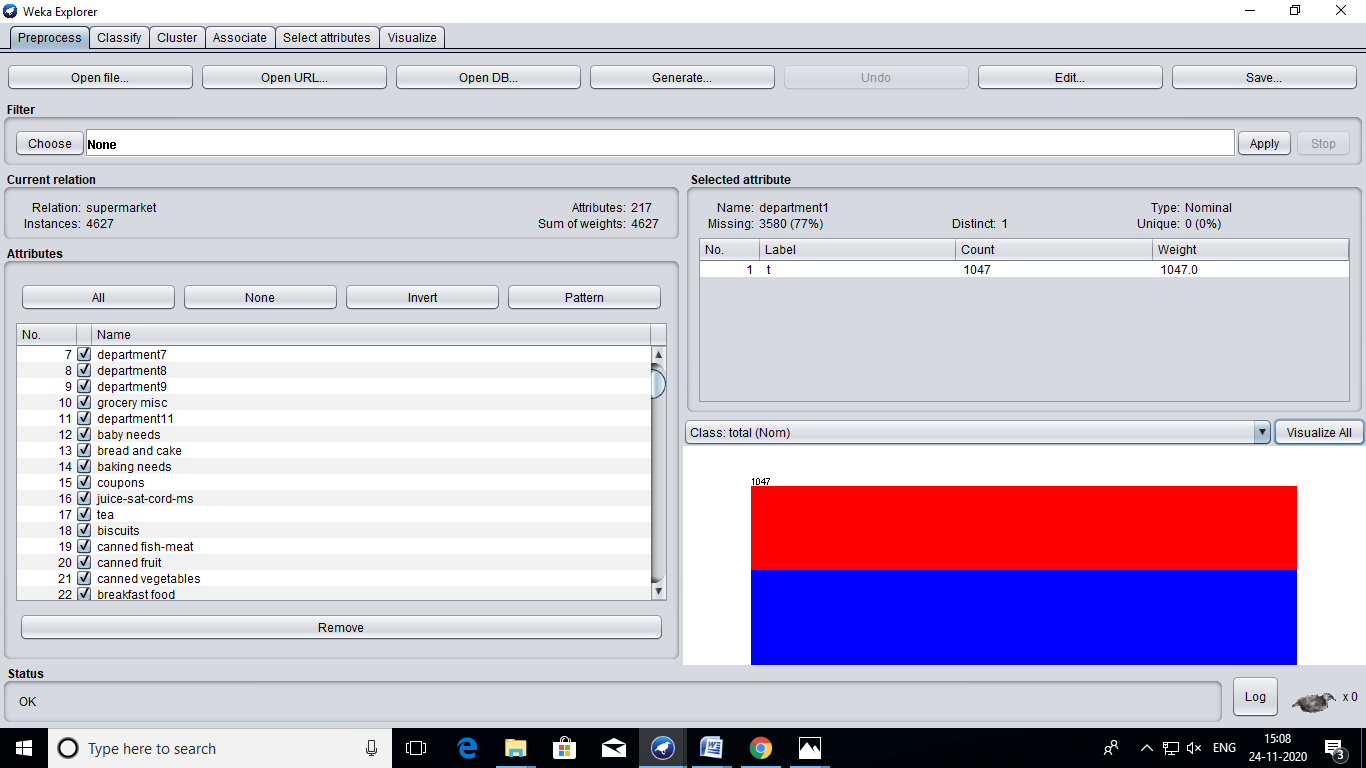 Weka Explorer
Preprocess Classify Cluster Associate Select attributes Visualize
Open file... Open URL... Open DB... Generate... Undo Edit... Save...
Filter
Choose None Apply Stop
Current relation
Relation: supermarket Attributes: 217
Instances: 4627 Sum of weights: 4627
Attributes
All None Invert Pattern
No. Name
7 department7
8 department8
9 department9
10 grocery misc
11 department11
12 baby needs
13 bread and cake
14 baking needs
15 coupons
16 juice-sat-cord-ms
17 tea
18 biscuits
19 canned fish-meat
20 canned fruit
21 canned vegetables
22 breakfast food
Remove
Selected attribute
Name: department1 Type: Nominal
Missing: 3580 (77%) Distinct: 1 Unique: 0 (0%)
No. Label Count Weight
1 t 1047 1047.0
Class: total (Nom) Visualize All
1047
Status
OK
Log x 0
Type here to search
ENG
15:08
24-11-2020
3